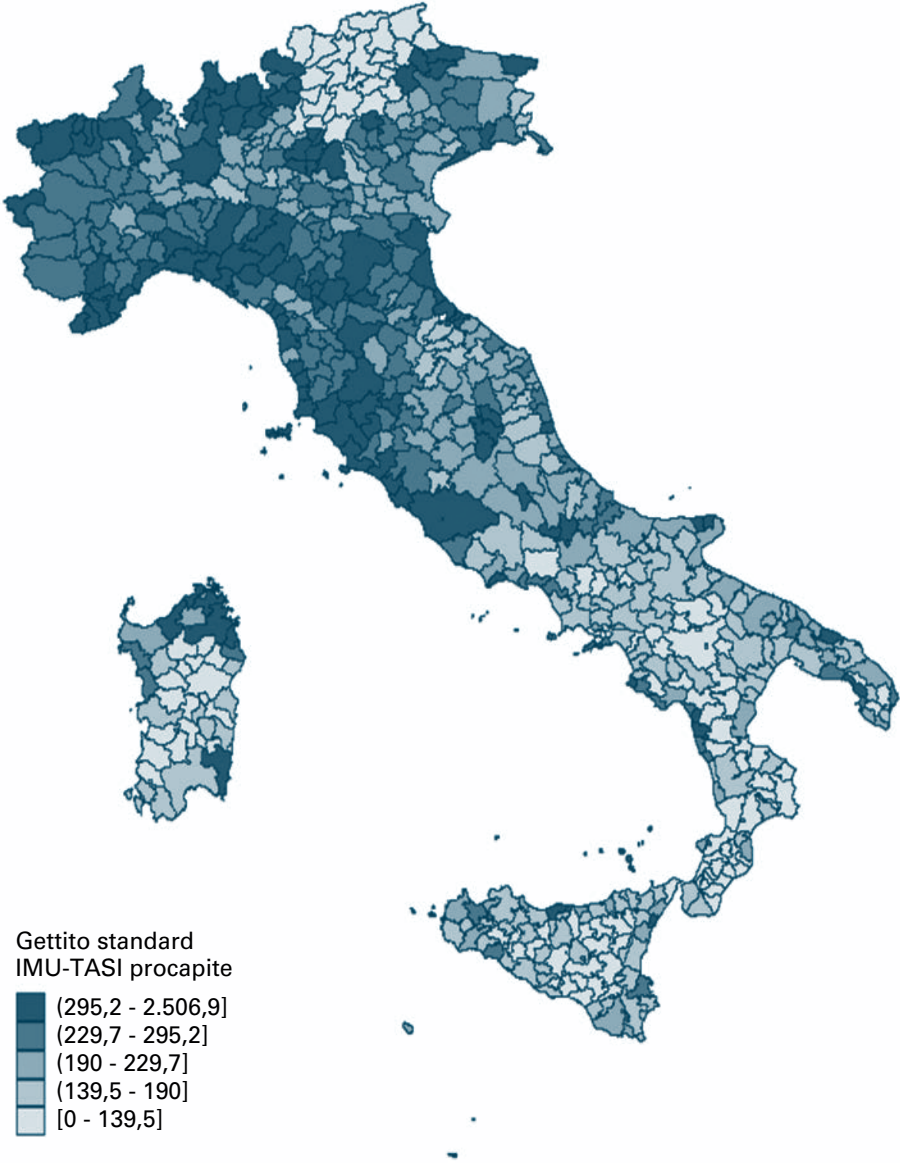 Gettito standard
IMU-TASI procapite
(295,2 - 2.506,9]
(229,7 - 295,2]
(190 - 229,7]
(139,5 - 190]
[0 - 139,5]